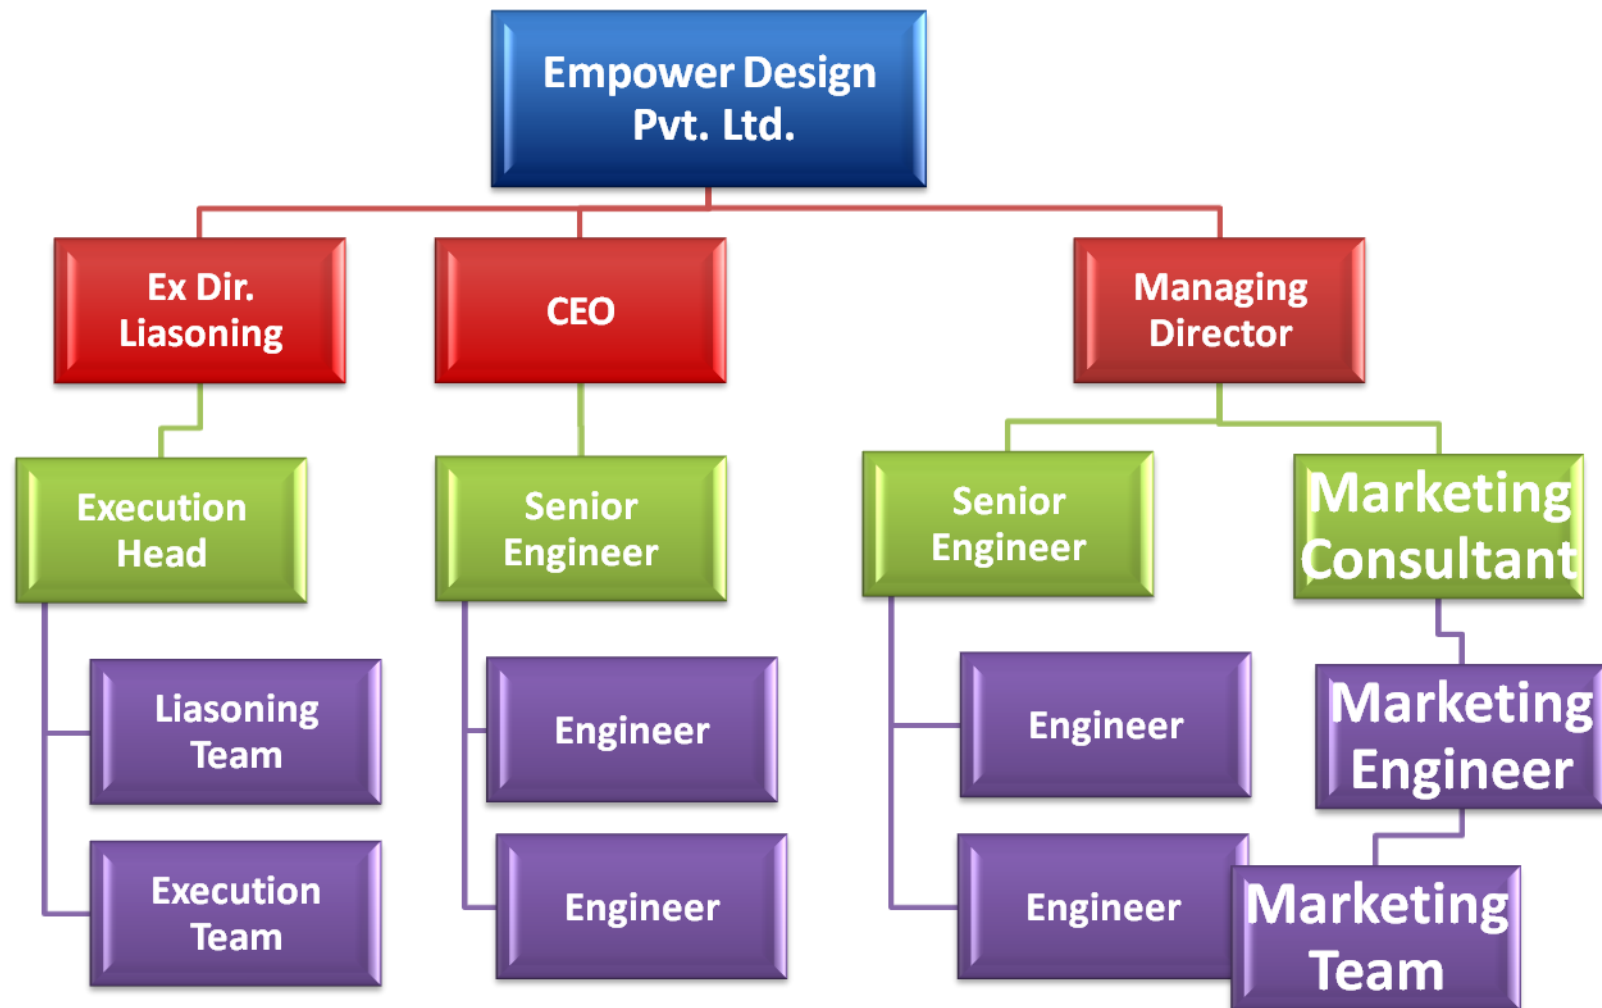 Empower Design
Pvt. Ltd.
Ex Dir.
Liasoning
CEO
Managing
Director
Execution
Head
Senior
Engineer
Senior
Engineer
Marketing
Consultant
Liasoning
Team
Engineer
Engineer
Marketing
Engineer
Execution
Team
Engineer
Engineer
Marketing
Team